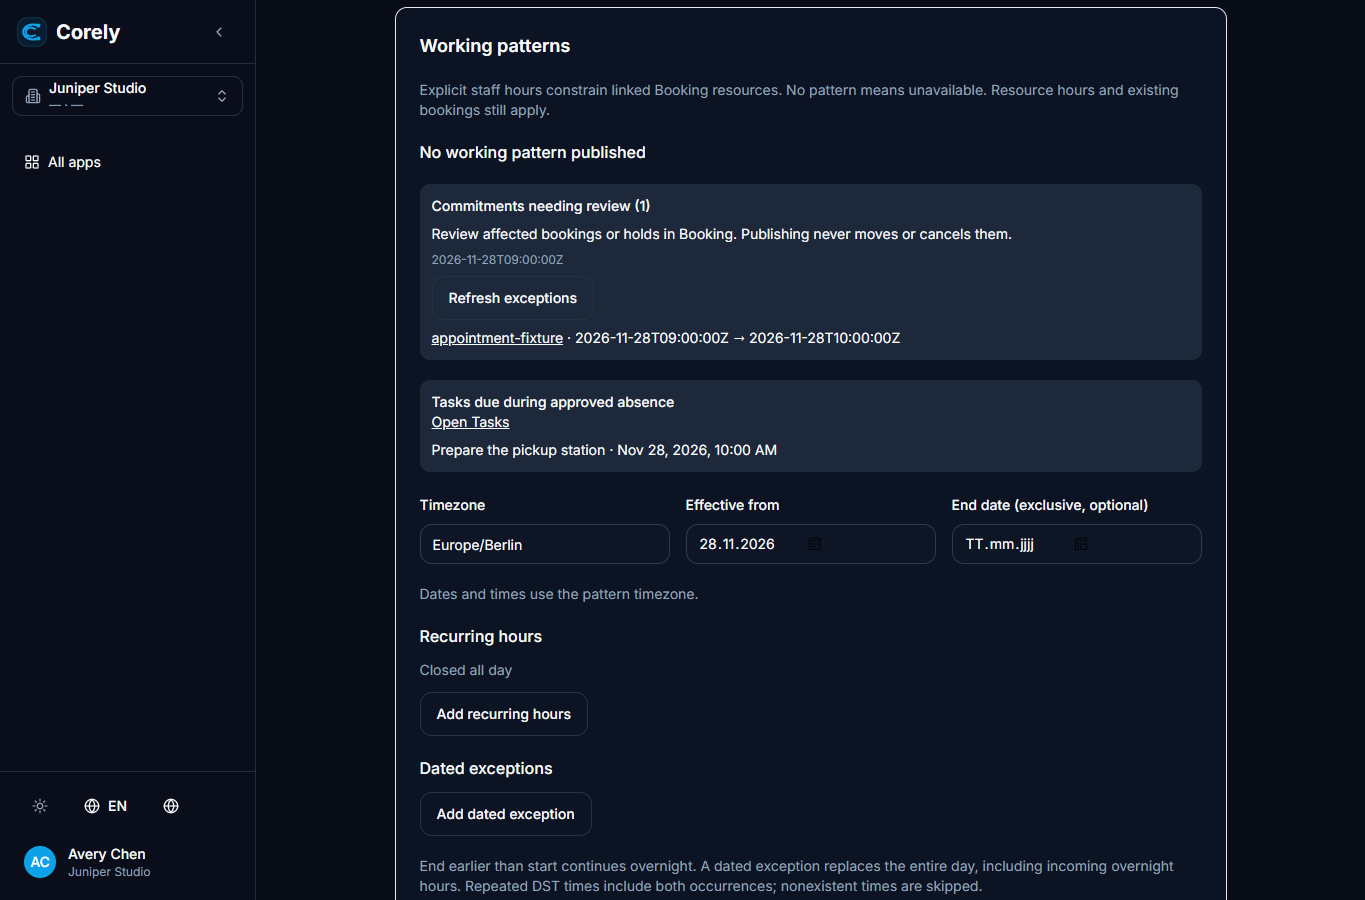 Corely
Juniper Studio
— · —
All apps
EN
AC
Avery Chen
Juniper Studio
Working patterns
Explicit staff hours constrain linked Booking resources. No pattern means unavailable. Resource hours and existing
bookings still apply.
No working pattern published
Commitments needing review (1)
Review affected bookings or holds in Booking. Publishing never moves or cancels them.
2026-11-28T09:00:00Z
Refresh exceptions
appointment-fixture · 2026-11-28T09:00:00Z → 2026-11-28T10:00:00Z
Tasks due during approved absence
Open Tasks
Prepare the pickup station · Nov 28, 2026, 10:00 AM
Timezone
Effective from
End date (exclusive, optional)
Europe/Berlin
28.11.2026
TT.mm.jjjj
Dates and times use the pattern timezone.
Recurring hours
Closed all day
Add recurring hours
Dated exceptions
Add dated exception
End earlier than start continues overnight. A dated exception replaces the entire day, including incoming overnight
hours. Repeated DST times include both occurrences; nonexistent times are skipped.